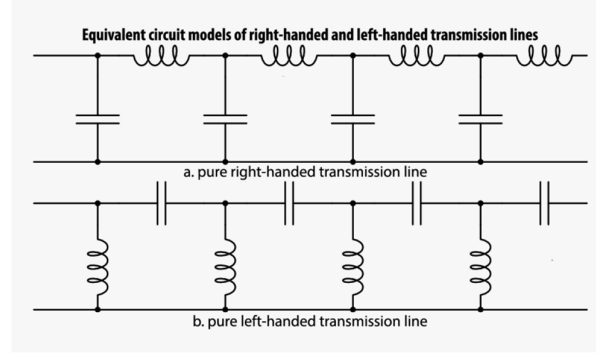 Equivalent circuit models of right-handed and left-handed transmission lines
a. pure right-handed transmission line
b. pure left-handed transmission line